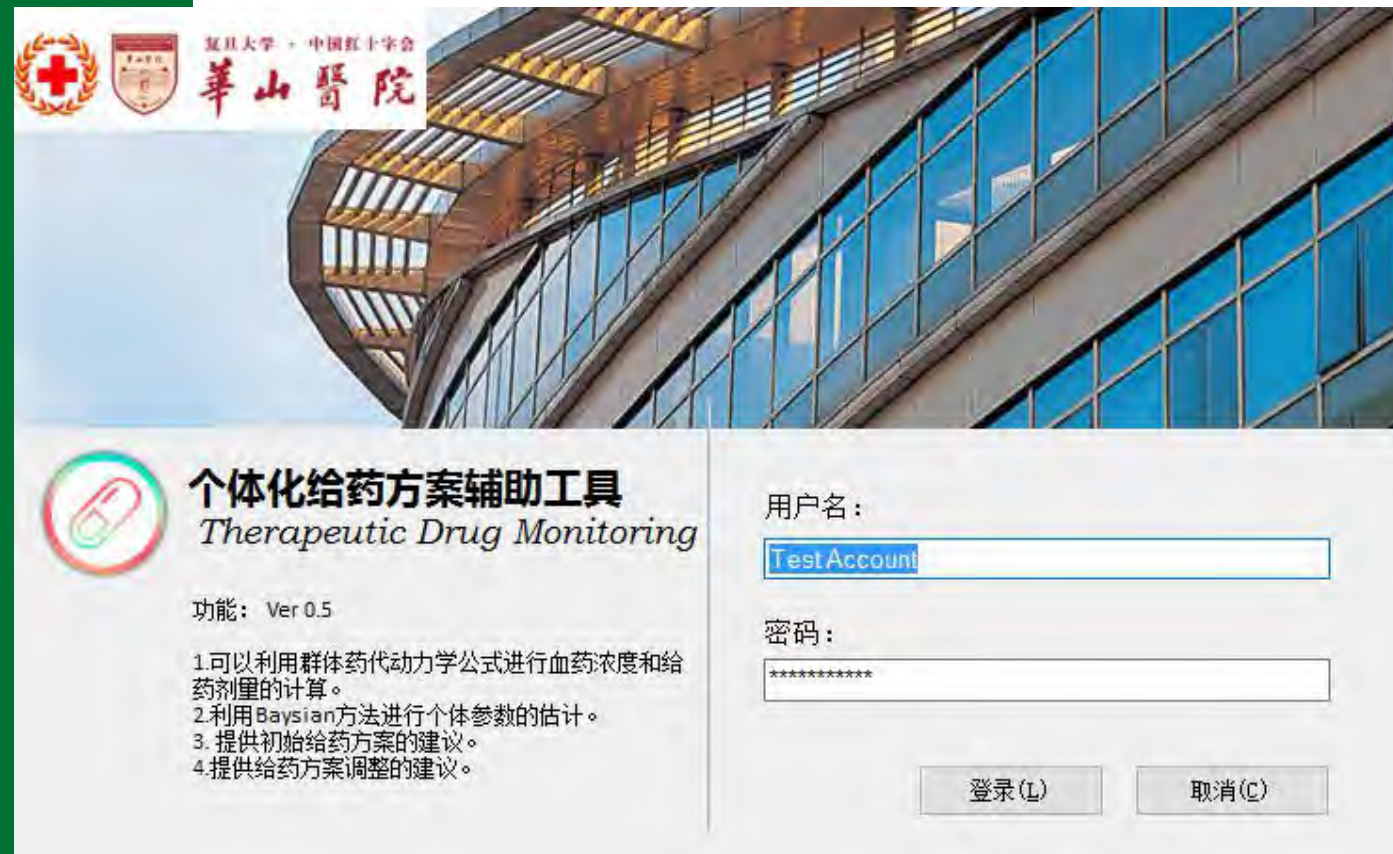 复旦大学 · 中国红十字会
華山醫院
个体化给药方案辅助工具
Therapeutic Drug Monitoring
功能： Ver 0.5
1.可以利用群体药代动力学公式进行血药浓度和给
药剂量的计算。
2.利用Baysian方法进行个体参数的估计。
3. 提供初始给药方案的建议。
4.提供给药方案调整的建议。
用户名：
Test Account
密码：
***********
登录(L)
取消(C)